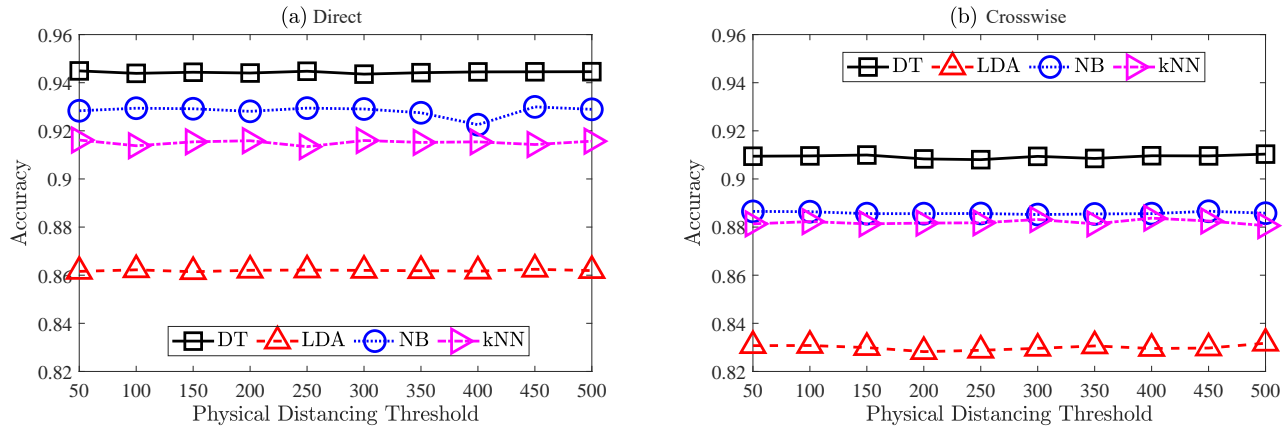 (a) Direct
0.96
0.94
0.92
0.9
0.88
0.86
0.84
0.82
Accuracy
DT LDA NB kNN
50 100 150 200 250 300 350 400 450 500
Physical Distancing Threshold
(b) Crosswise
0.96
0.94
0.92
0.9
0.88
0.86
0.84
0.82
Accuracy
DT LDA NB kNN
50 100 150 200 250 300 350 400 450 500
Physical Distancing Threshold